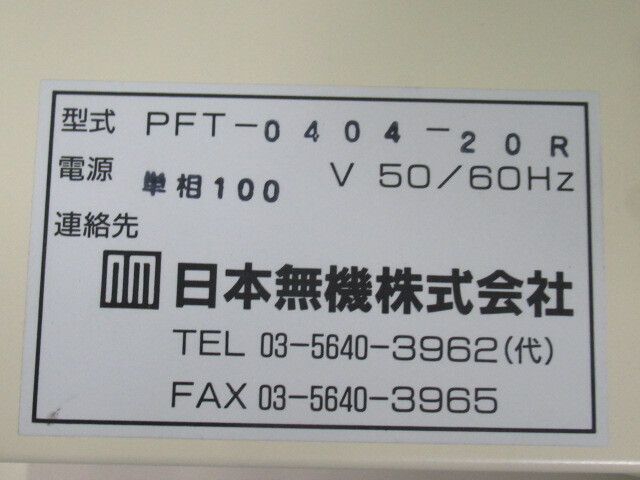 型式 PFT-0404-20R
電源 単相100 V 50/60Hz
連絡先
日本無機株式会社
TEL 03-5640-3962(代)
FAX 03-5640-3965